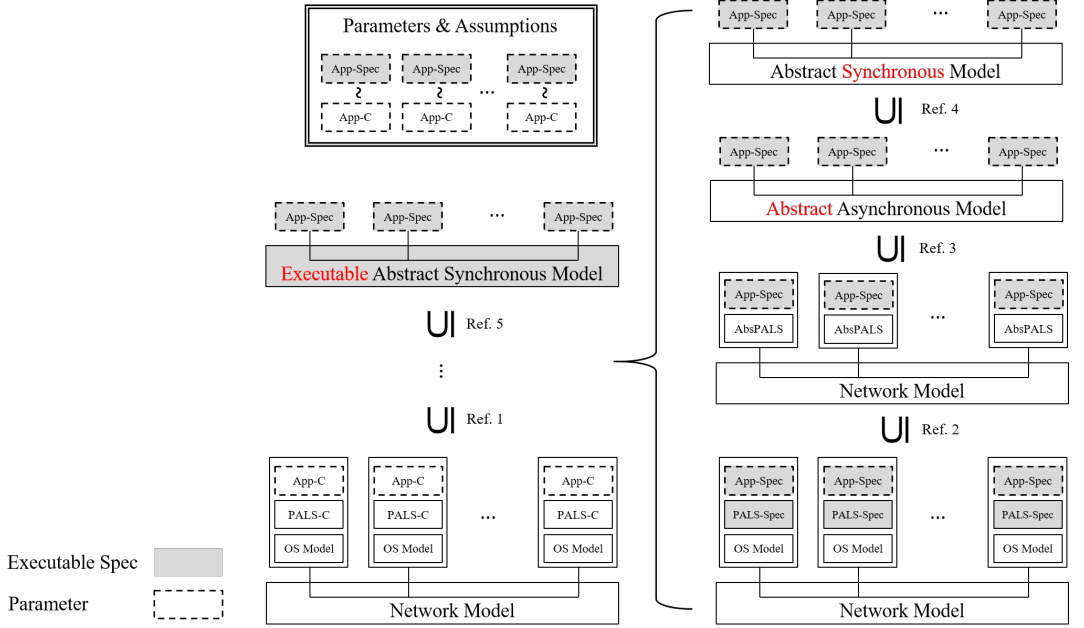 Parameters & Assumptions
App-Spec App-Spec App-Spec
~ ~ ... ~
App-C App-C App-C
App-Spec App-Spec ... App-Spec
Executable Abstract Synchronous Model
Ref. 5
⋮
Ref. 1
App-C App-C App-C
PALS-C PALS-C ... PALS-C
OS Model OS Model OS Model
Network Model
Executable Spec
Parameter
App-Spec App-Spec ... App-Spec
Abstract Synchronous Model
Ref. 4
App-Spec App-Spec ... App-Spec
Abstract Asynchronous Model
Ref. 3
App-Spec App-Spec App-Spec
AbsPALS AbsPALS ... AbsPALS
Network Model
Ref. 2
App-Spec App-Spec App-Spec
PALS-Spec PALS-Spec ... PALS-Spec
OS Model OS Model OS Model
Network Model